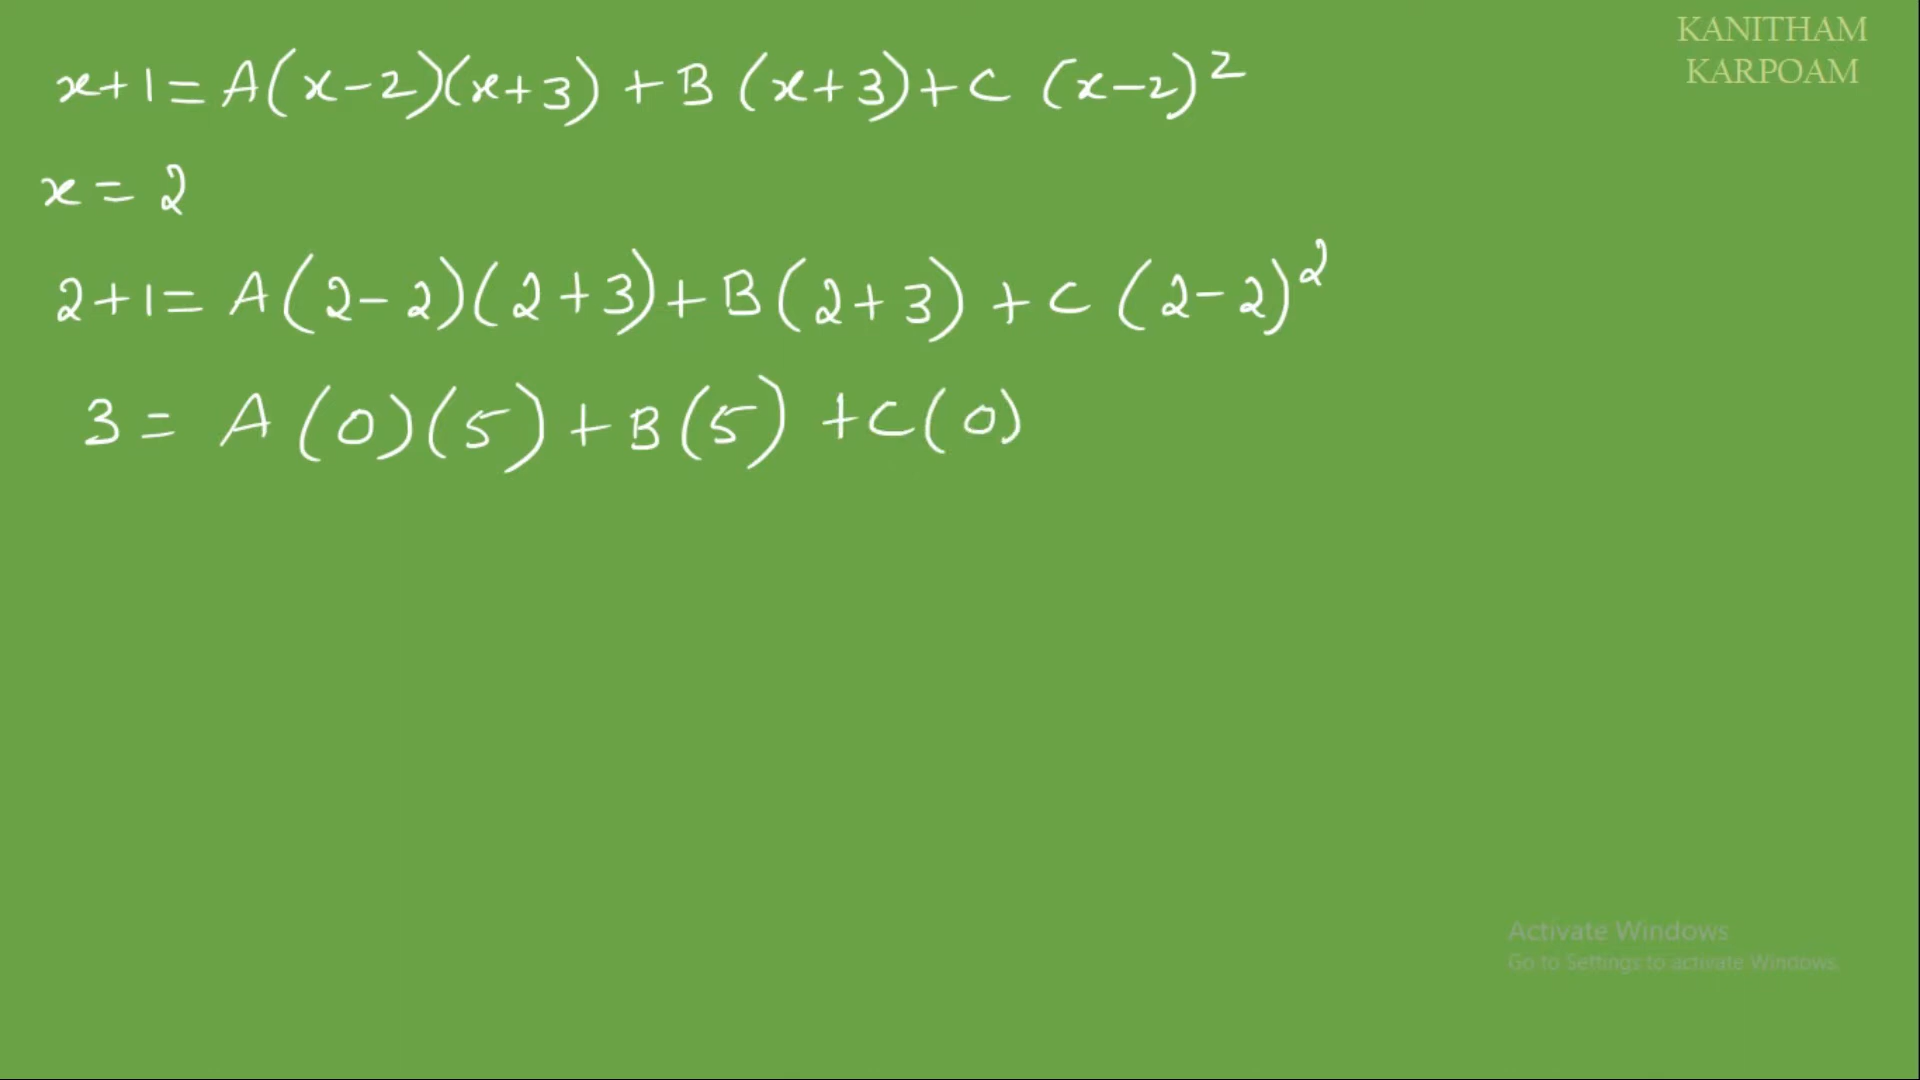 KANITHAM
KARPOAM
x+1 = A(x-2)(x+3) + B (x+3) + C (x-2)²
x = 2
2+1 = A(2-2)(2+3) + B(2+3) + C (2-2)²
3 = A (0)(5) + B(5) + C(0)
Activate Windows
Go to Settings to activate Windows.